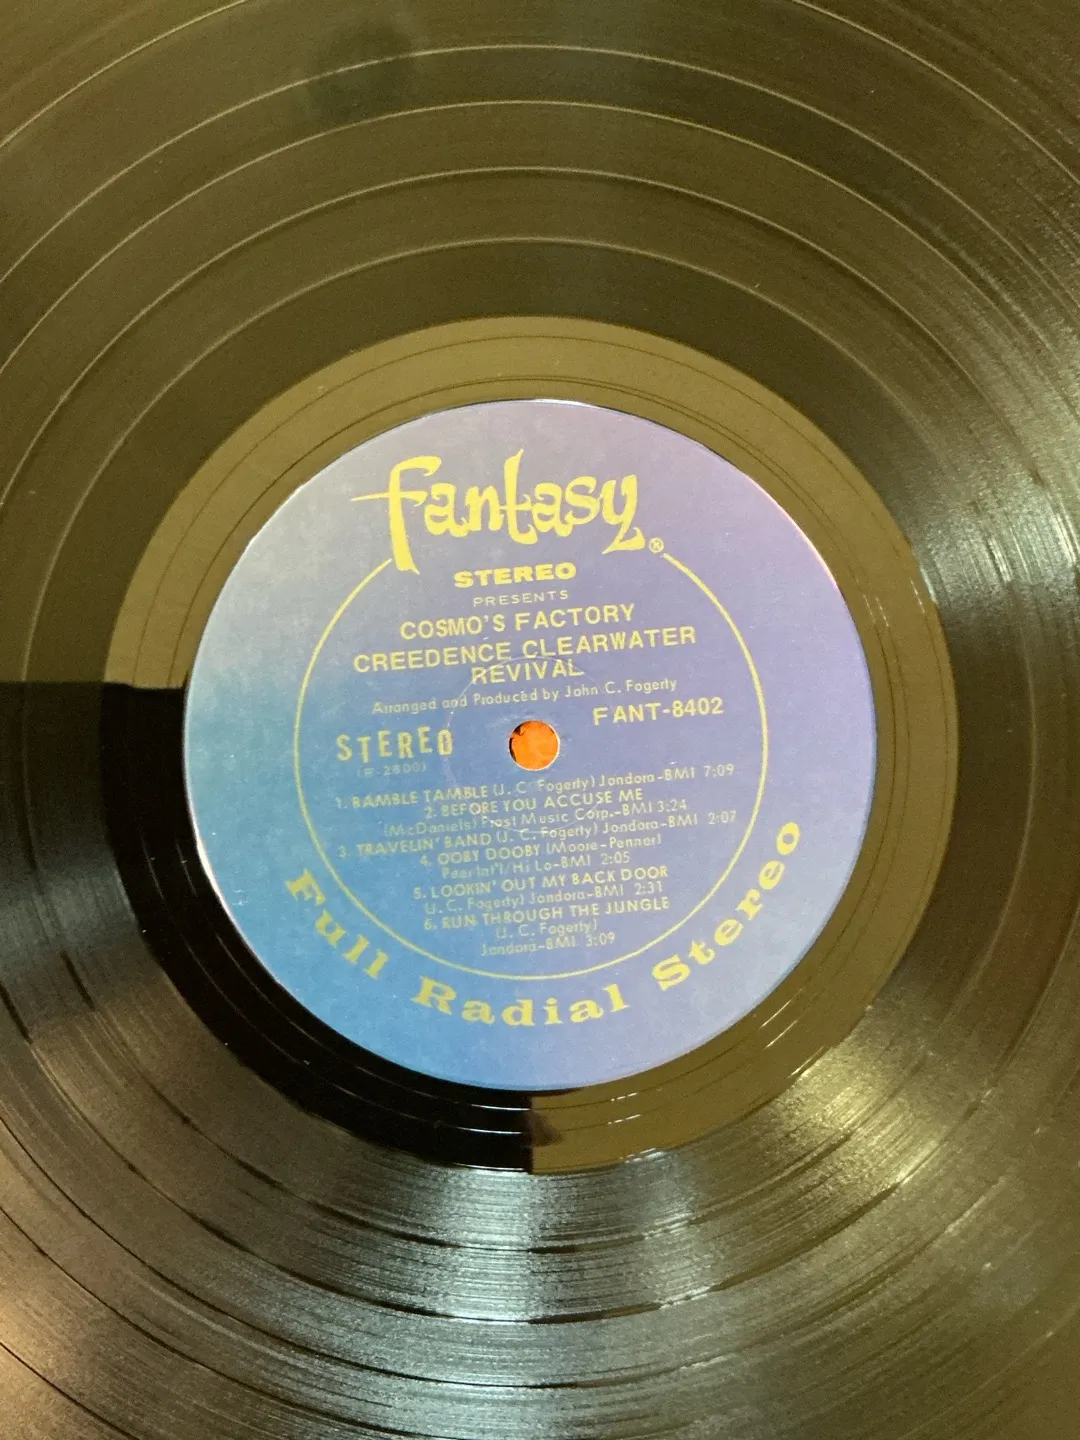 Fantasy®
STEREO
PRESENTS
COSMO'S FACTORY
CREEDENCE CLEARWATER
REVIVAL
Arranged and Produced by John C. Fogerty
FANT-8402
STEREO
1. RAMBLE TAMBLE (J. C. Fogerty) Jondora-BMI 7:09
2. BEFORE YOU ACCUSE ME
(McDaniels) Frost Music Corp.-BMI 3:24
3. TRAVELIN' BAND (J. C. Fogerty) Jondora-BMI 2:07
4. OOBY DOOBY (Moore-Penner)
Peer Int'l/Hi Lo-BMI 2:05
5. LOOKIN' OUT MY BACK DOOR
(J. C. Fogerty) Jondora-BMI 2:31
6. RUN THROUGH THE JUNGLE
(J. C. Fogerty)
Jondora-BMI 3:09
Full Radial Stereo